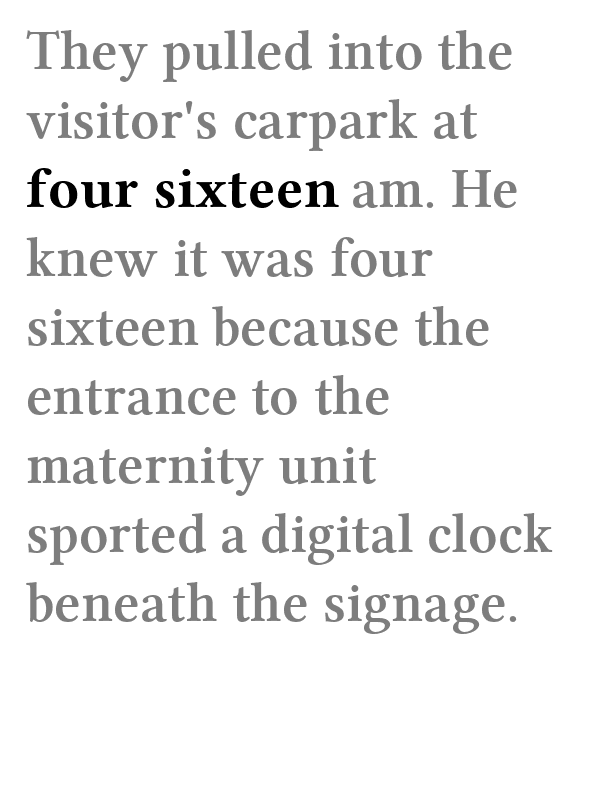 They pulled into the
visitor's carpark at
four sixteen am. He
knew it was four
sixteen because the
entrance to the
maternity unit
sported a digital clock
beneath the signage.